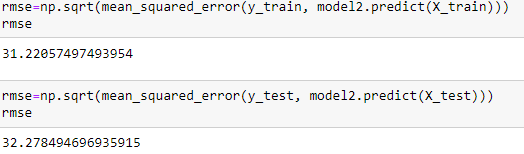 rmse=np.sqrt(mean_squared_error(y_train, model2.predict(X_train)))
rmse
31.22057497493954
rmse=np.sqrt(mean_squared_error(y_test, model2.predict(X_test)))
rmse
32.278494696935915